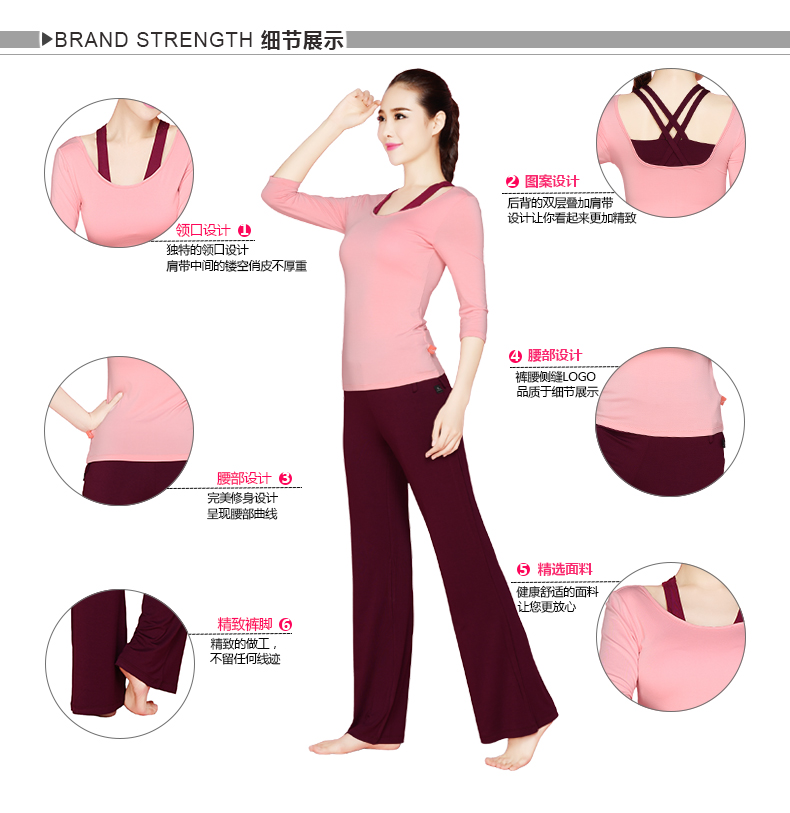 BRAND STRENGTH 细节展示
领口设计 1
独特的领口设计
肩带中间的镂空俏皮不厚重
2 图案设计
后背的双层叠加肩带
设计让你看起来更加精致
腰部设计 3
完美修身设计
呈现腰部曲线
4 腰部设计
裤腰侧缝LOGO
品质于细节展示
5 精选面料
健康舒适的面料
让您更放心
精致裤脚 6
精致的做工，
不留任何线迹